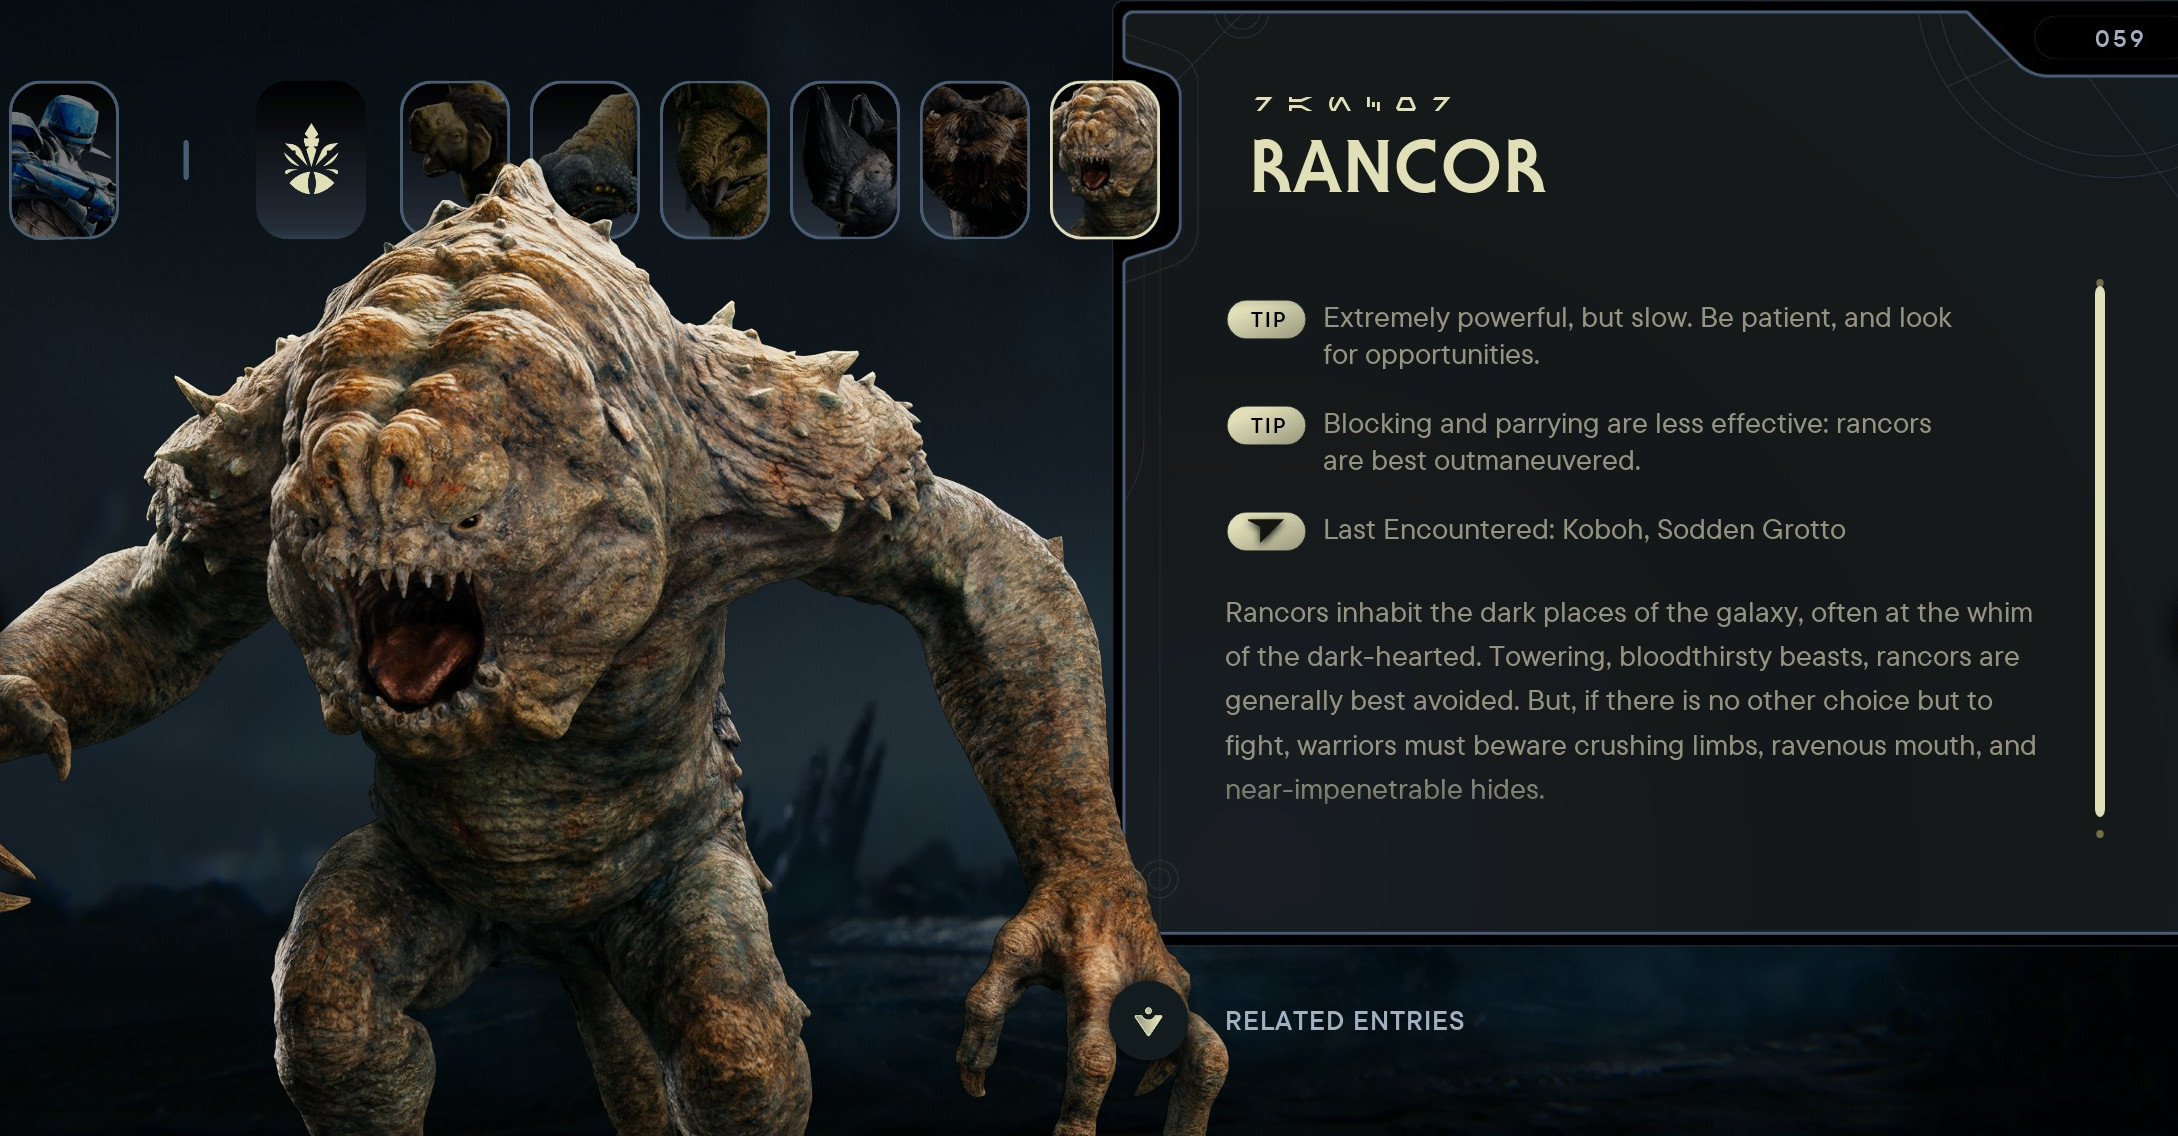 059
RANCOR
TIP Extremely powerful, but slow. Be patient, and look
for opportunities.
TIP Blocking and parrying are less effective: rancors
are best outmaneuvered.
Last Encountered: Koboh, Sodden Grotto
Rancors inhabit the dark places of the galaxy, often at the whim
of the dark-hearted. Towering, bloodthirsty beasts, rancors are
generally best avoided. But, if there is no other choice but to
fight, warriors must beware crushing limbs, ravenous mouth, and
near-impenetrable hides.
RELATED ENTRIES